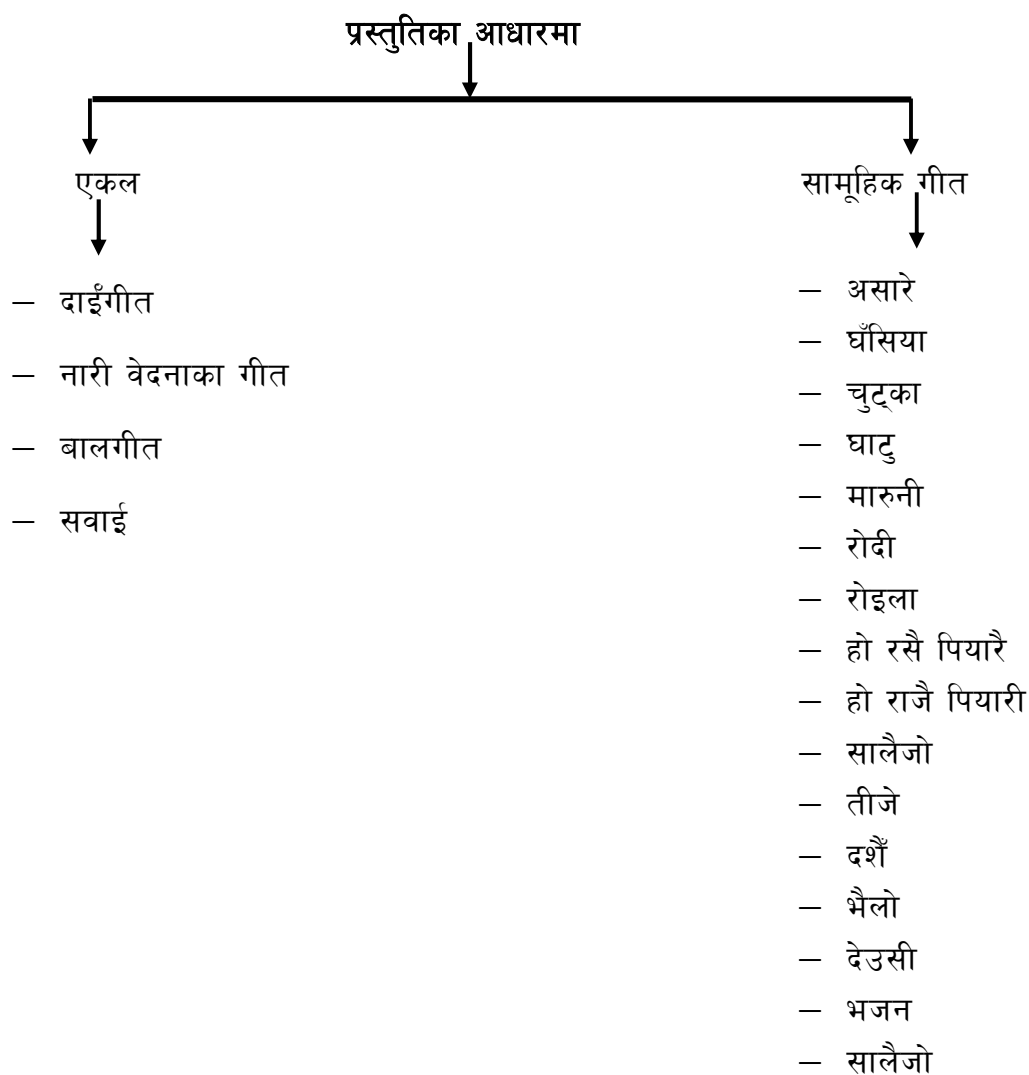 प्रस्तुतिका आधारमा
एकल
— दाइँगीत
— नारी वेदनाका गीत
— बालगीत
— सवाई
सामूहिक गीत
— असारे
— घँसिया
— चुट्का
— घाटु
— मारुनी
— रोदी
— रोइला
— हो रसै पियारै
— हो राजै पियारी
— सालैजो
— तीजे
— दशैँ
— भैलो
— देउसी
— भजन
— सालैजो